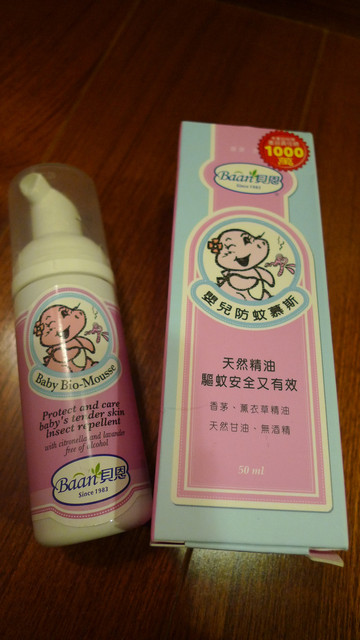 Baby Bio-Mousse
Protect and care
baby's tender skin
insect repellent
with citronella and lavander
free of alcohol
Baan貝恩
Since 1983
1000
萬
Baan貝恩
Since 1983
嬰兒防蚊慕斯
天然精油
驅蚊安全又有效
香茅、薰衣草精油
天然甘油、無酒精
50 ml